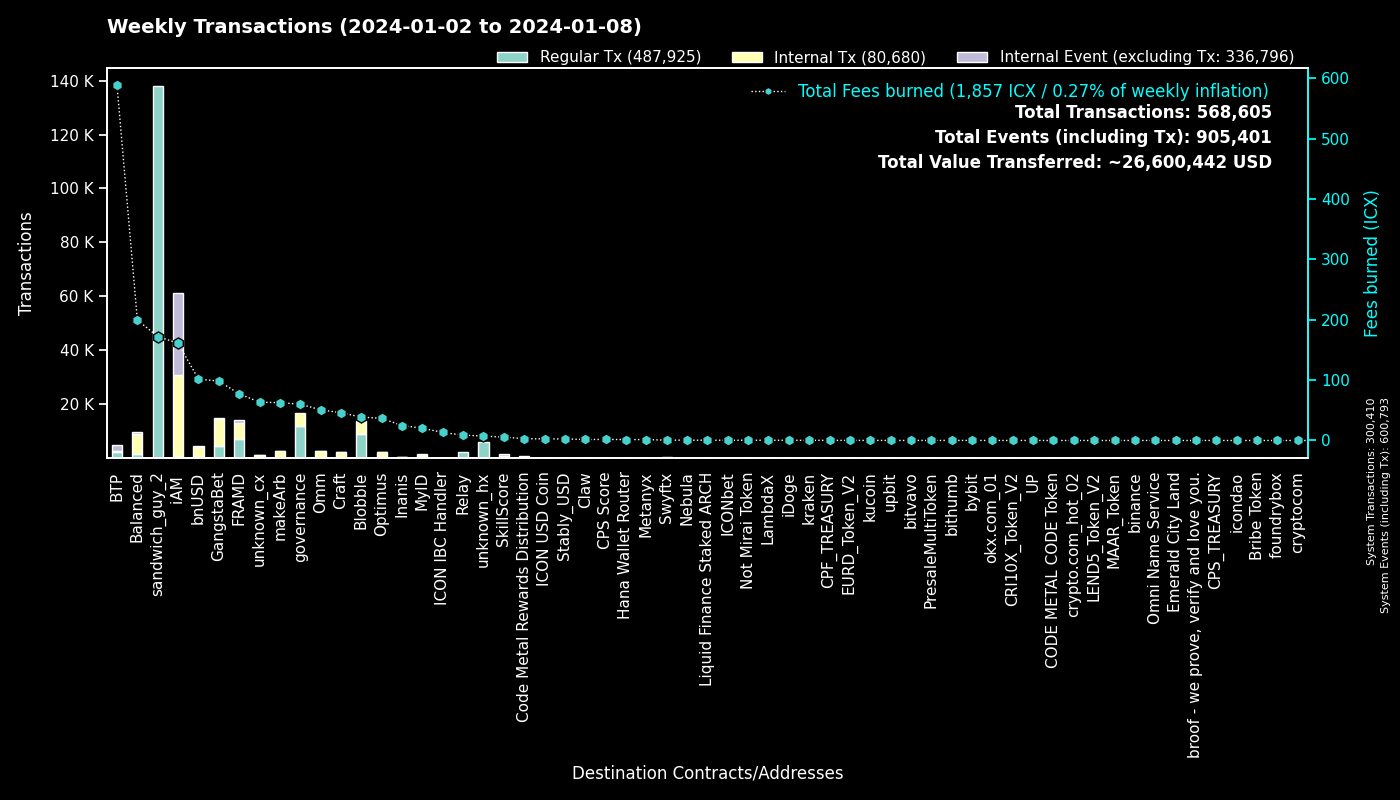 Weekly Transactions (2024-01-02 to 2024-01-08)
Regular Tx (487,925)
Internal Tx (80,680)
Internal Event (excluding Tx: 336,796)
Total Fees burned (1,857 ICX / 0.27% of weekly inflation)
Total Transactions: 568,605
Total Events (including Tx): 905,401
Total Value Transferred: ~26,600,442 USD
Transactions
140 K
120 K
100 K
80 K
60 K
40 K
20 K
600
500
400
300
200
100
0
Fees burned (ICX)
System Transactions: 300,410
System Events (including Tx): 600,793
BTP
Balanced
sandwich_guy_2
iAM
bnUSD
GangstaBet
FRAMD
unknown_cx
makeArb
governance
Omm
Craft
Blobble
Optimus
Inanis
MyID
ICON IBC Handler
Relay
unknown_hx
SkillScore
Code Metal Rewards Distribution
ICON USD Coin
Stably_USD
Claw
CPS Score
Hana Wallet Router
Metanyx
Swyftx
Nebula
Liquid Finance Staked ARCH
ICONbet
Not Mirai Token
LambdaX
iDoge
kraken
CPF_TREASURY
EURD_Token_V2
kucoin
upbit
bitvavo
PresaleMultiToken
bithumb
bybit
okx.com_01
CRI10X_Token_V2
UP
CODE METAL CODE Token
crypto.com_hot_02
LEND5_Token_V2
MAAR_Token
binance
Omni Name Service
Emerald City Land
broof - we prove, verify and love you.
CPS_TREASURY
icondao
Bribe Token
foundrybox
cryptocom
Destination Contracts/Addresses